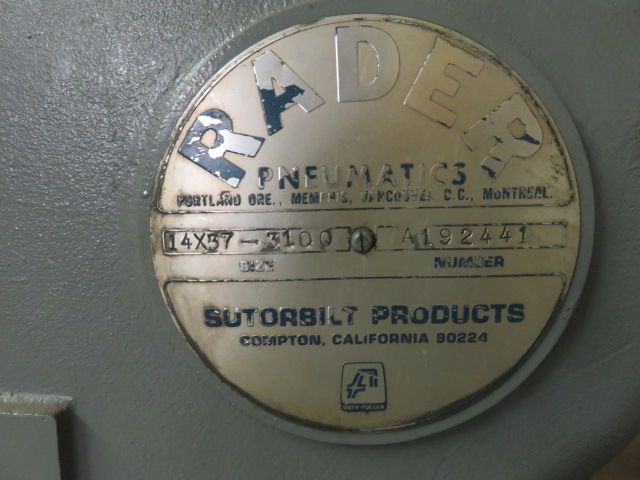 RADER
PNEUMATICS
PORTLAND ORE., MEMPHIS, VANCOUVER B.C., MONTREAL
14X37-3100 A192441
SIZE NUMBER
SUTORBILT PRODUCTS
COMPTON, CALIFORNIA 90224